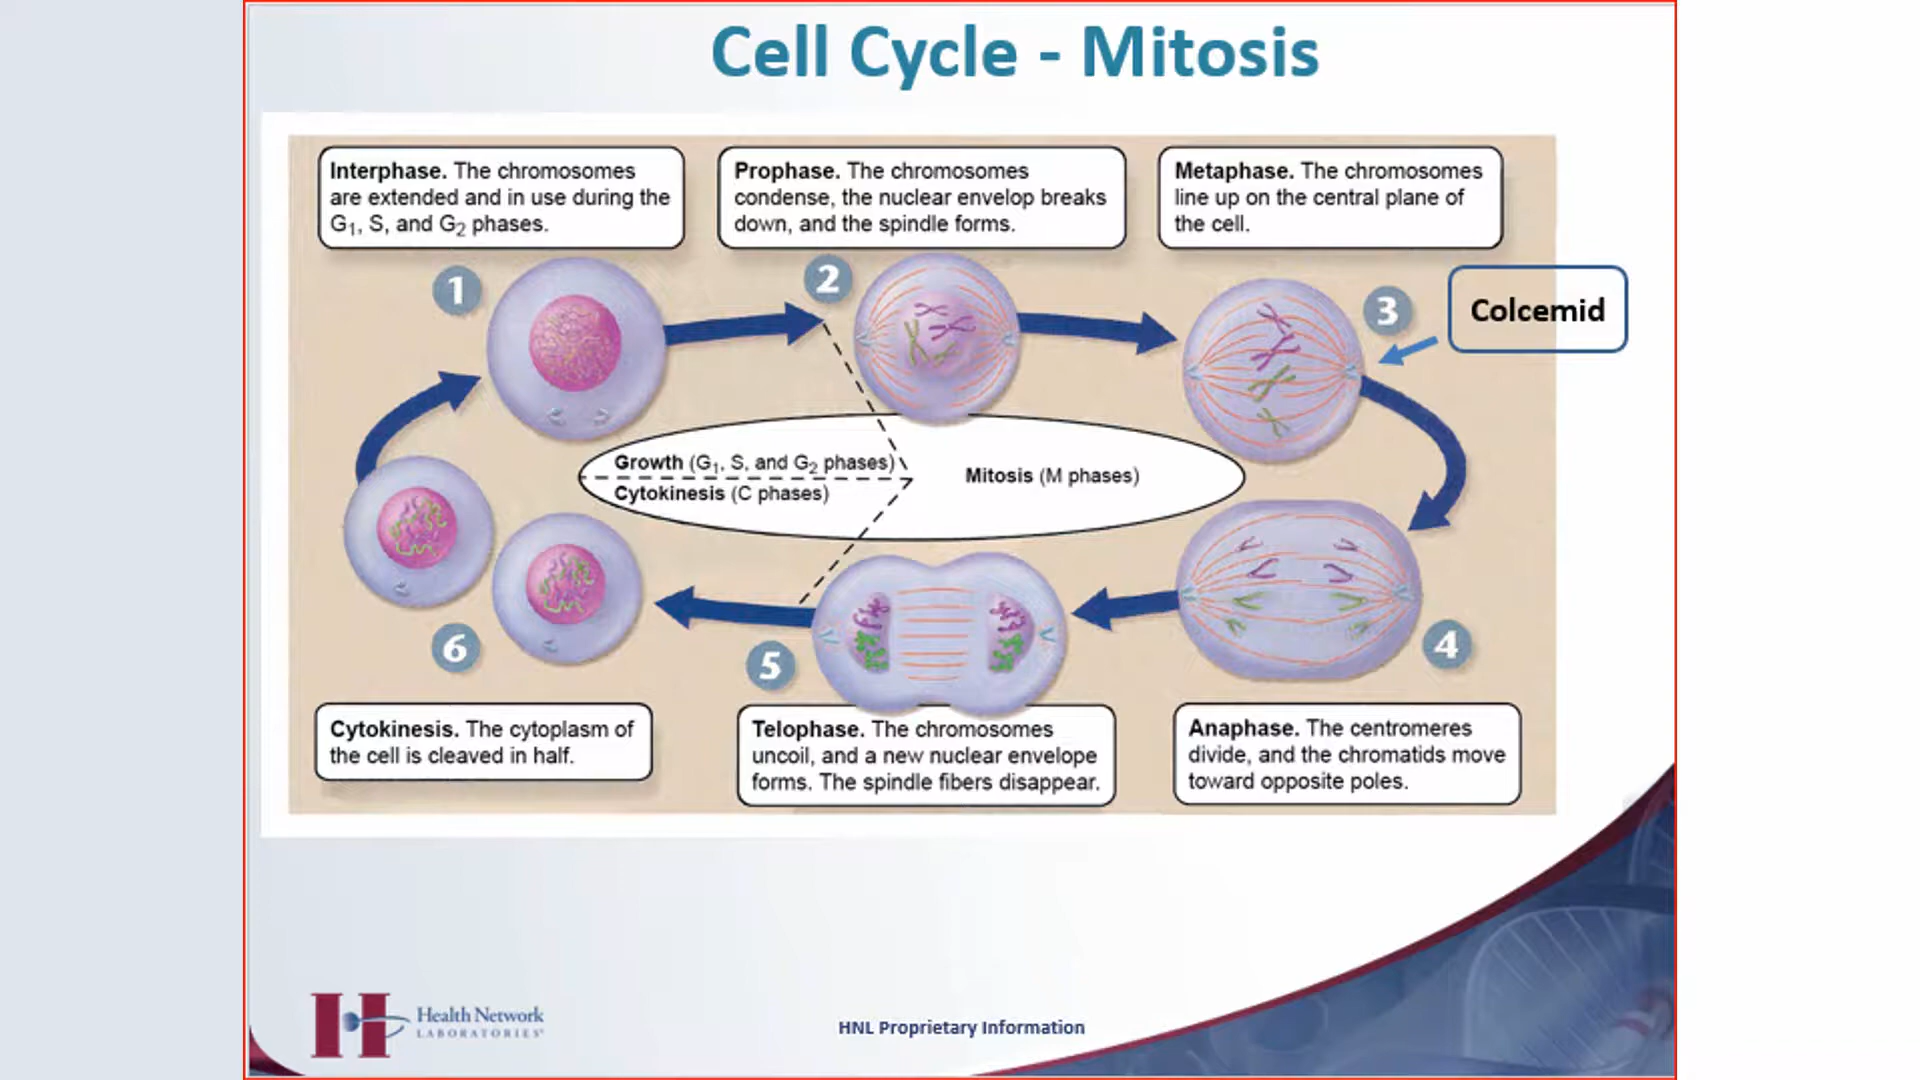 Cell Cycle - Mitosis
Interphase. The chromosomes
are extended and in use during the
G₁, S, and G₂ phases.
Prophase. The chromosomes
condense, the nuclear envelop breaks
down, and the spindle forms.
Metaphase. The chromosomes
line up on the central plane of
the cell.
1
2
3
Colcemid
Growth (G₁, S, and G₂ phases)
Cytokinesis (C phases)
Mitosis (M phases)
6
5
4
Cytokinesis. The cytoplasm of
the cell is cleaved in half.
Telophase. The chromosomes
uncoil, and a new nuclear envelope
forms. The spindle fibers disappear.
Anaphase. The centromeres
divide, and the chromatids move
toward opposite poles.
Health Network
LABORATORIES
HNL Proprietary Information